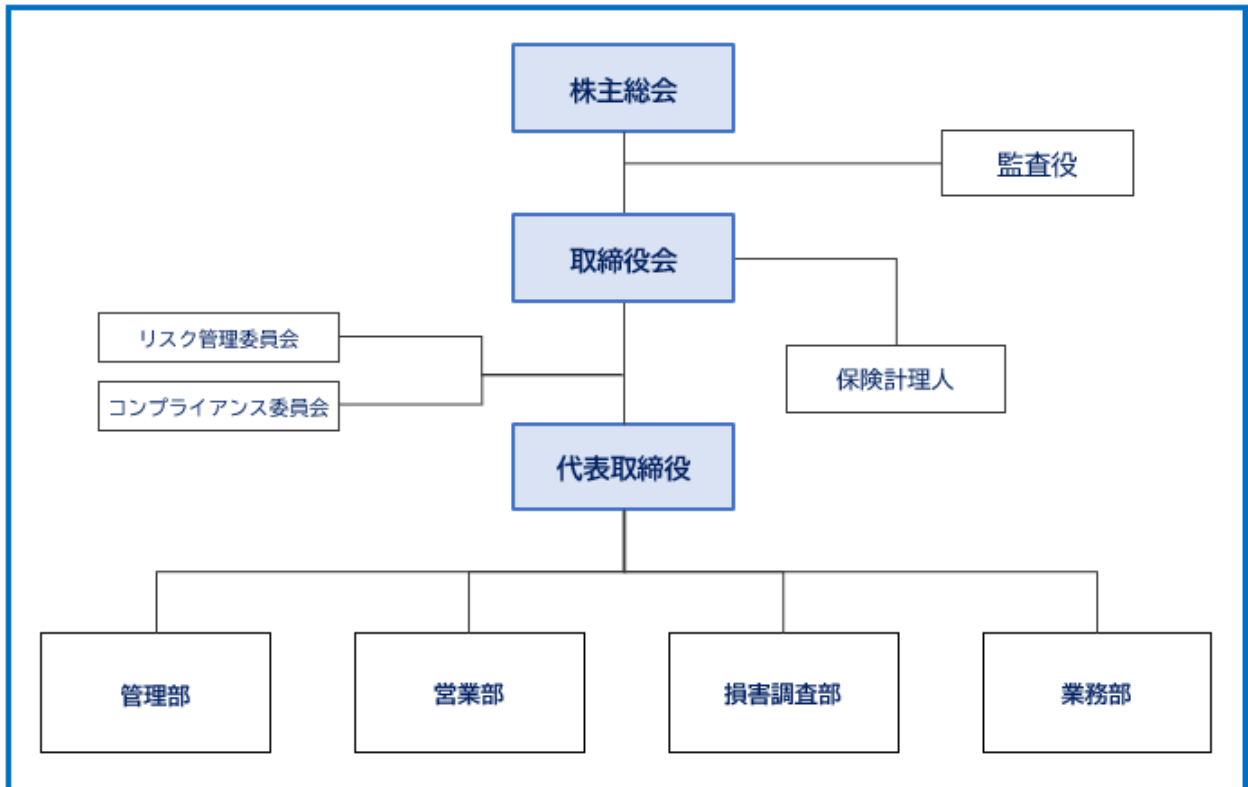 株主総会
監査役
取締役会
リスク管理委員会
保険計理人
コンプライアンス委員会
代表取締役
管理部
営業部
損害調査部
業務部